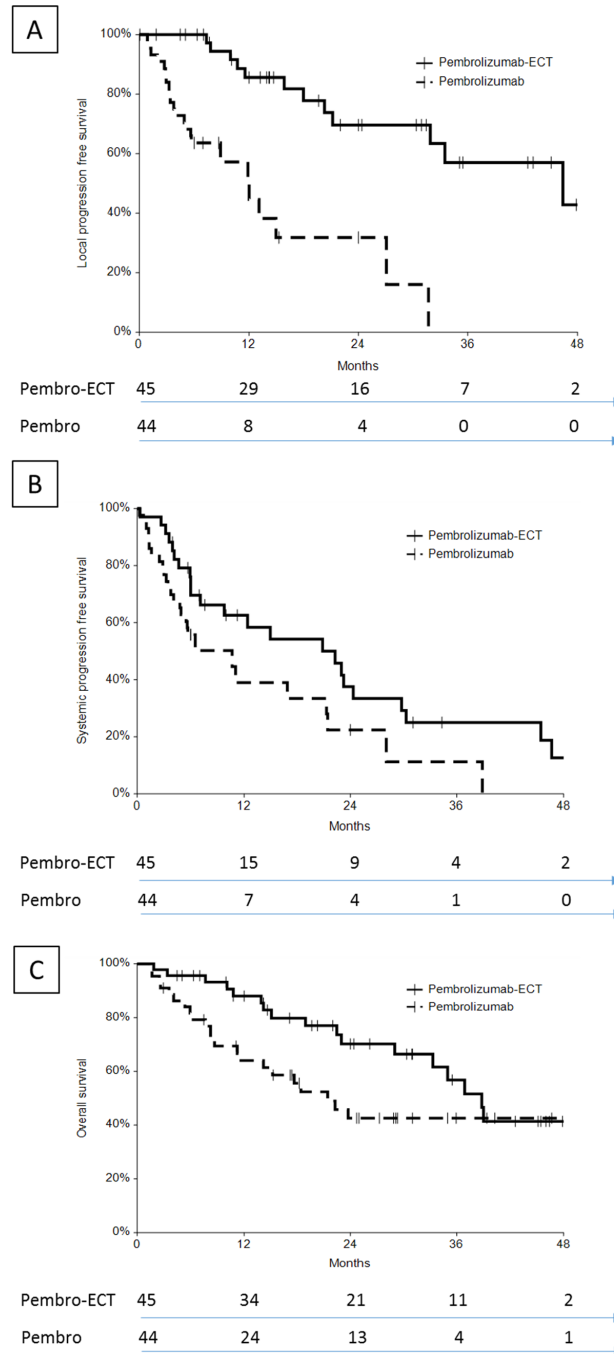 A
100%
80%
60%
40%
20%
0%
Local progression free survival
Pembrolizumab-ECT
Pembrolizumab
0 12 24 36 48
Months
Pembro-ECT 45 29 16 7 2
Pembro 44 8 4 0 0
B
100%
80%
60%
40%
20%
0%
Systemic progression free survival
Pembrolizumab-ECT
Pembrolizumab
0 12 24 36 48
Months
Pembro-ECT 45 15 9 4 2
Pembro 44 7 4 1 0
C
100%
80%
60%
40%
20%
0%
Overall survival
Pembrolizumab-ECT
Pembrolizumab
0 12 24 36 48
Months
Pembro-ECT 45 34 21 11 2
Pembro 44 24 13 4 1